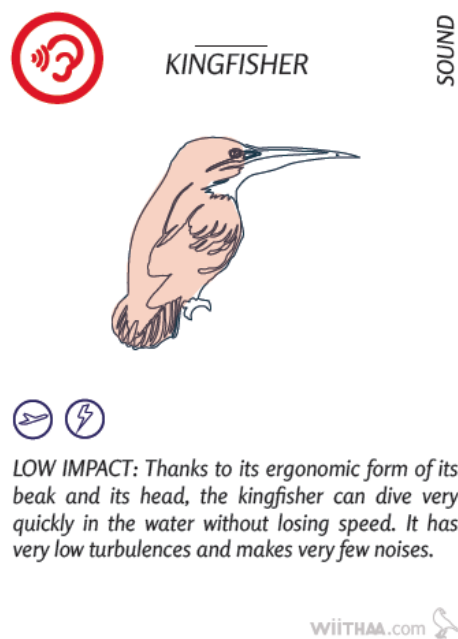 KINGFISHER
SOUND
LOW IMPACT: Thanks to its ergonomic form of its
beak and its head, the kingfisher can dive very
quickly in the water without losing speed. It has
very low turbulences and makes very few noises.
WiiTHAA.com